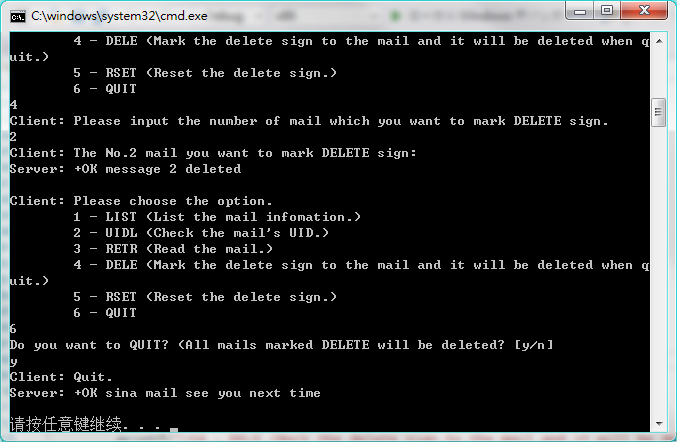 C:\windows\system32\cmd.exe
4 - DELE (Mark the delete sign to the mail and it will be deleted when q
uit.)
5 - RSET (Reset the delete sign.)
6 - QUIT
4
Client: Please input the number of mail which you want to mark DELETE sign.
2
Client: The No.2 mail you want to mark DELETE sign:
Server: +OK message 2 deleted
Client: Please choose the option.
1 - LIST (List the mail infomation.)
2 - UIDL (Check the mail's UID.)
3 - RETR (Read the mail.)
4 - DELE (Mark the delete sign to the mail and it will be deleted when q
uit.)
5 - RSET (Reset the delete sign.)
6 - QUIT
6
Do you want to QUIT? (All mails marked DELETE will be deleted? [y/n]
y
Client: Quit.
Server: +OK sina mail see you next time
请按任意键继续. . .